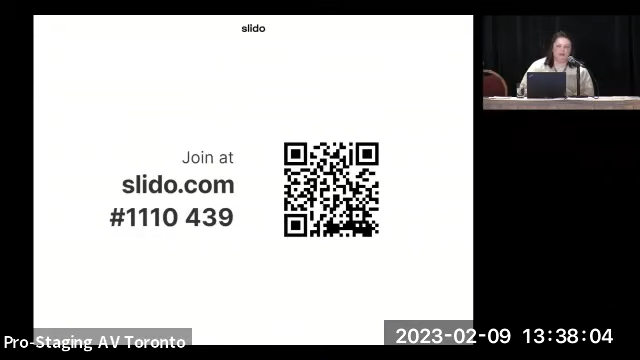 slido
Join at
slido.com
#1110 439
Pro-Staging AV Toronto
2023-02-09 13:38:04